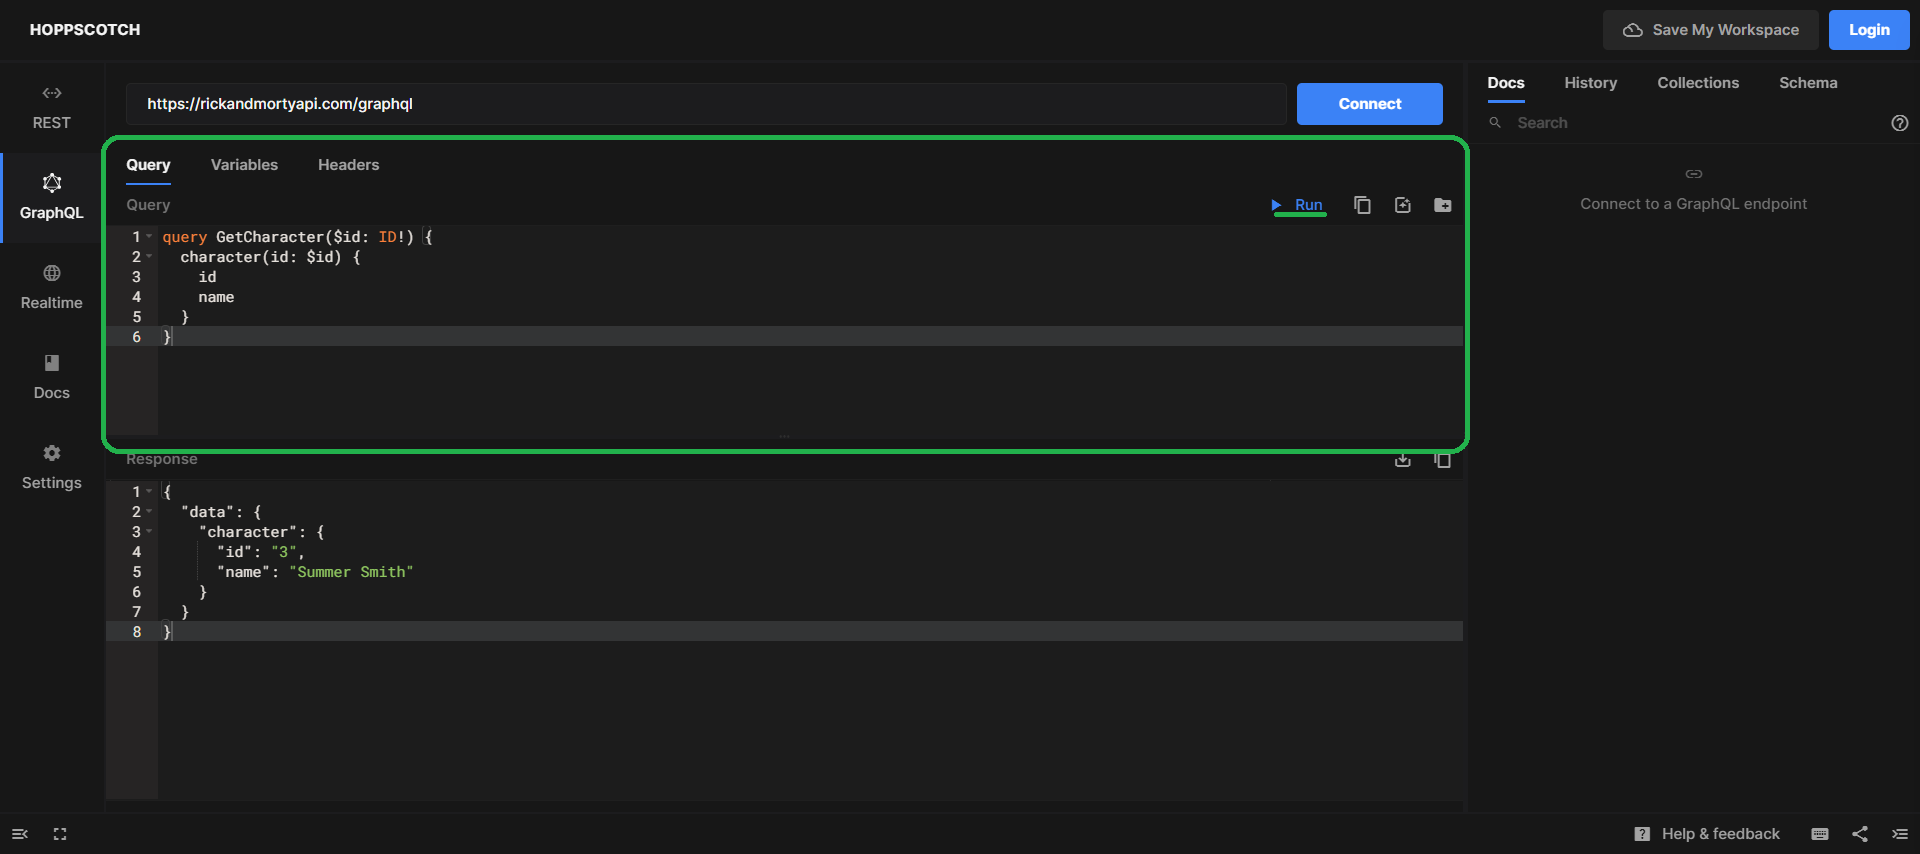 HOPPSCOTCH
Save My Workspace
Login
REST
GraphQL
Realtime
Docs
Settings
https://rickandmortyapi.com/graphql
Connect
Query Variables Headers
Query
Run
1 query GetCharacter($id: ID!) {
2 character(id: $id) {
3 id
4 name
5 }
6 }
Response
1 {
2 "data": {
3 "character": {
4 "id": "3",
5 "name": "Summer Smith"
6 }
7 }
8 }
Docs History Collections Schema
Search
Connect to a GraphQL endpoint
Help & feedback